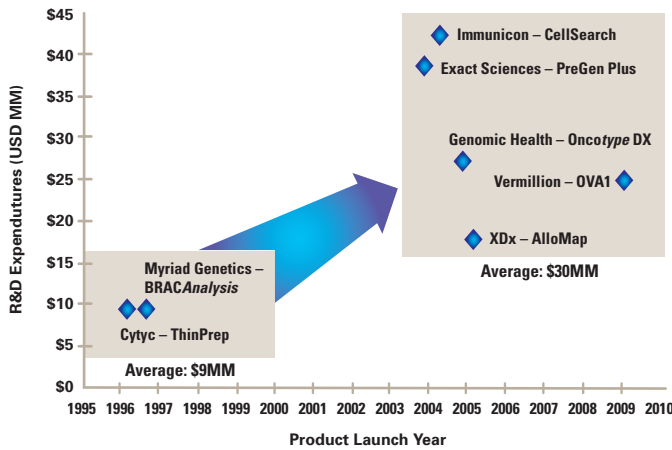 $45
$40
$35
$30
$25
$20
$15
$10
$5
$0
R&D Expendutures (USD MM)
Immunicon – CellSearch
Exact Sciences – PreGen Plus
Genomic Health – Oncotype DX
Vermillion – OVA1
XDx – AlloMap
Average: $30MM
Myriad Genetics –
BRACAnalysis
Cytyc – ThinPrep
Average: $9MM
1995 1996 1997 1998 1999 2000 2001 2002 2003 2004 2005 2006 2007 2008 2009 2010
Product Launch Year